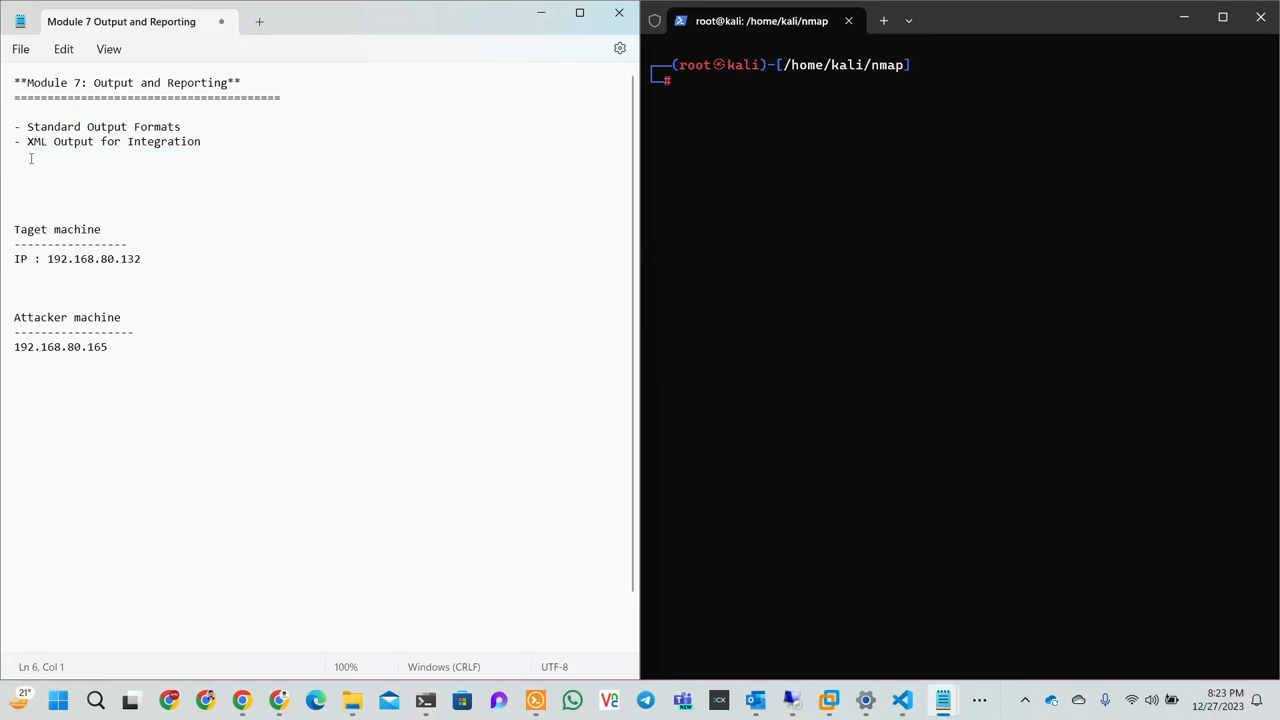 Module 7 Output and Reporting
File Edit View
**Module 7: Output and Reporting**
========================================
- Standard Output Formats
- XML Output for Integration
Taget machine
-----------------
IP : 192.168.80.132
Attacker machine
------------------
192.168.80.165
Ln 6, Col 1 100% Windows (CRLF) UTF-8
root@kali: /home/kali/nmap
┌──(root㉿kali)-[/home/kali/nmap]
└─#
21°
8:23 PM
12/27/2023